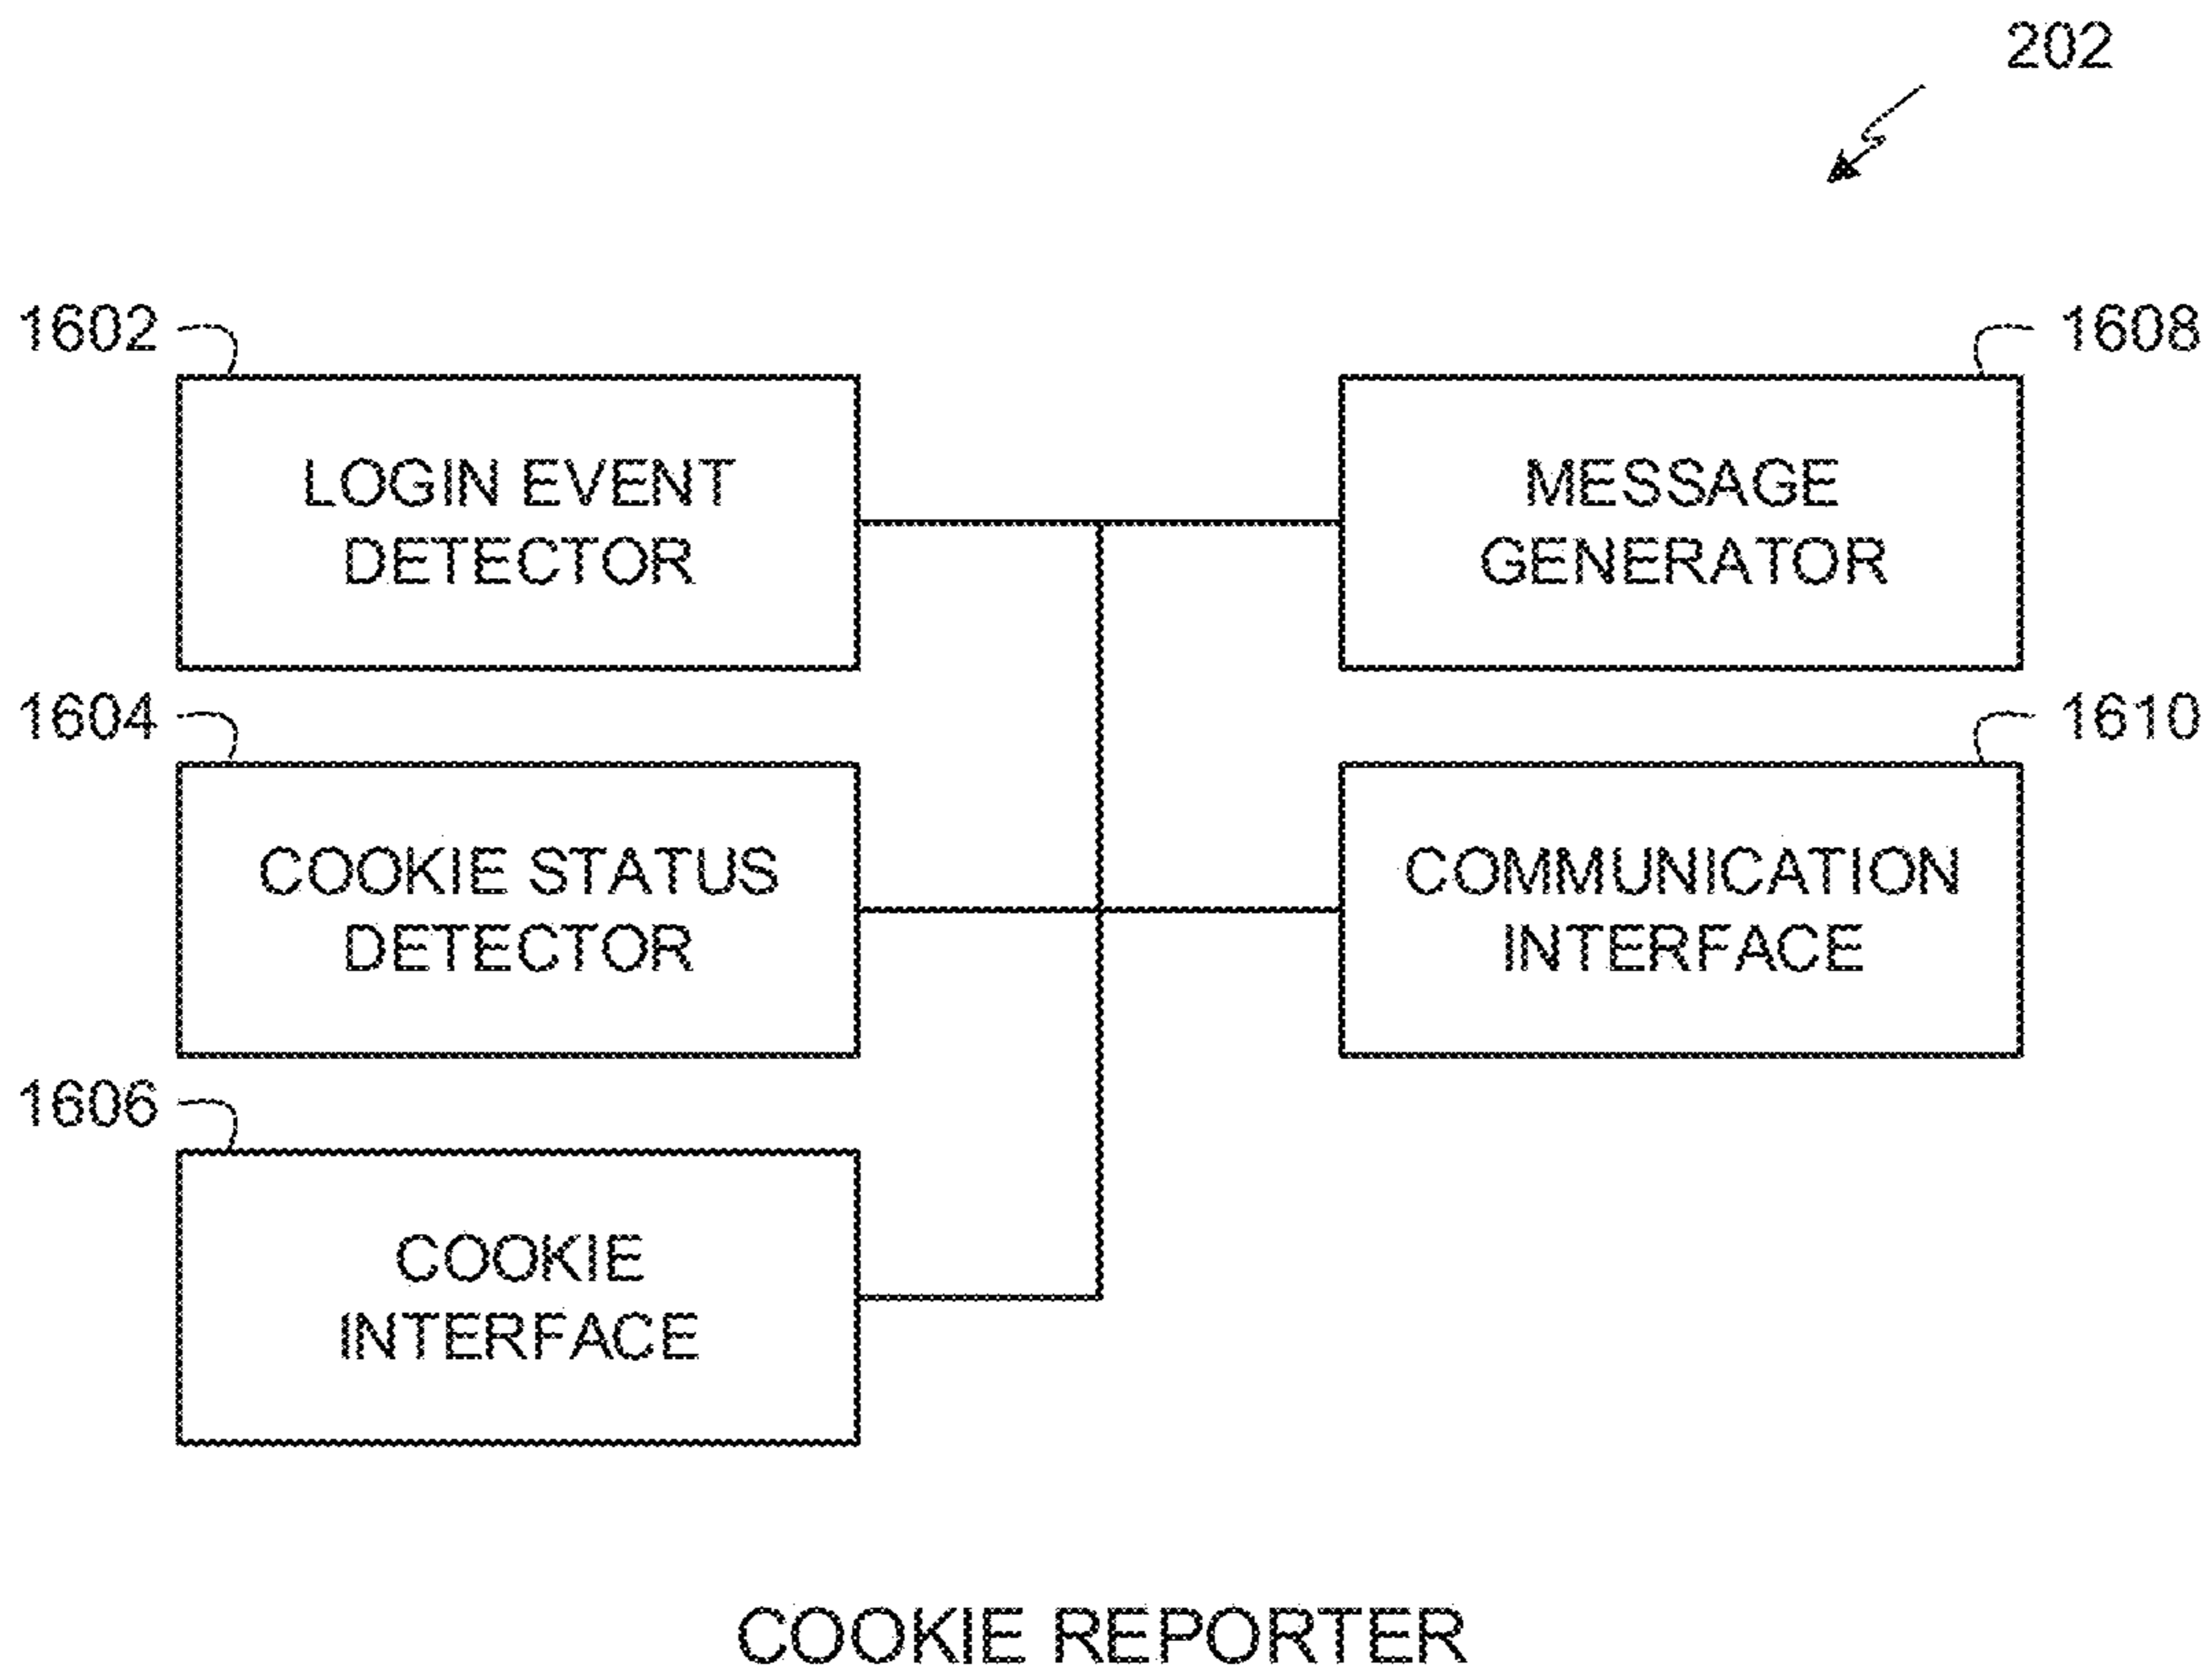 202
1602
1608
LOGIN EVENT
DETECTOR
MESSAGE
GENERATOR
1604
1610
COOKIE STATUS
DETECTOR
COMMUNICATION
INTERFACE
1606
COOKIE
INTERFACE
COOKIE REPORTER